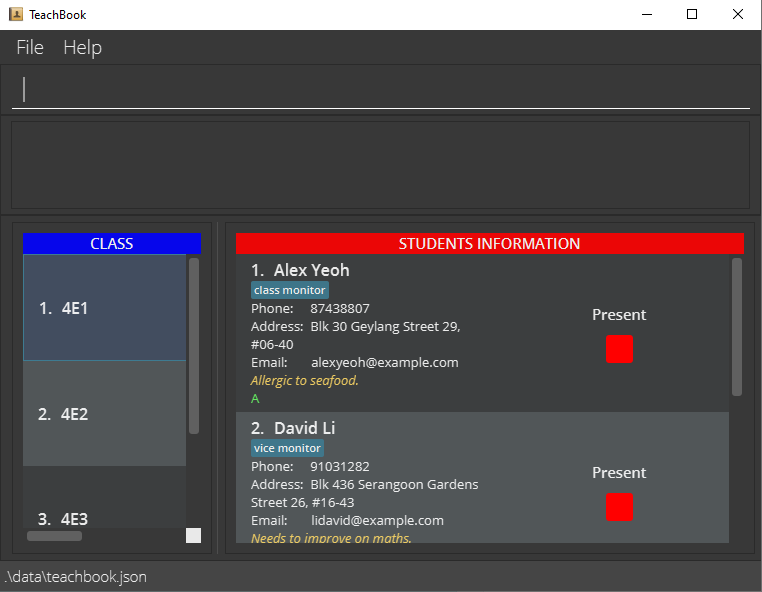 TeachBook
File Help
CLASS
1. 4E1
2. 4E2
3. 4E3
STUDENTS INFORMATION
1. Alex Yeoh
class monitor
Phone: 87438807
Address: Blk 30 Geylang Street 29,
#06-40
Email: alexyeoh@example.com
Allergic to seafood.
A
Present
2. David Li
vice monitor
Phone: 91031282
Address: Blk 436 Serangoon Gardens
Street 26, #16-43
Email: lidavid@example.com
Needs to improve on maths.
Present
.\data\teachbook.json